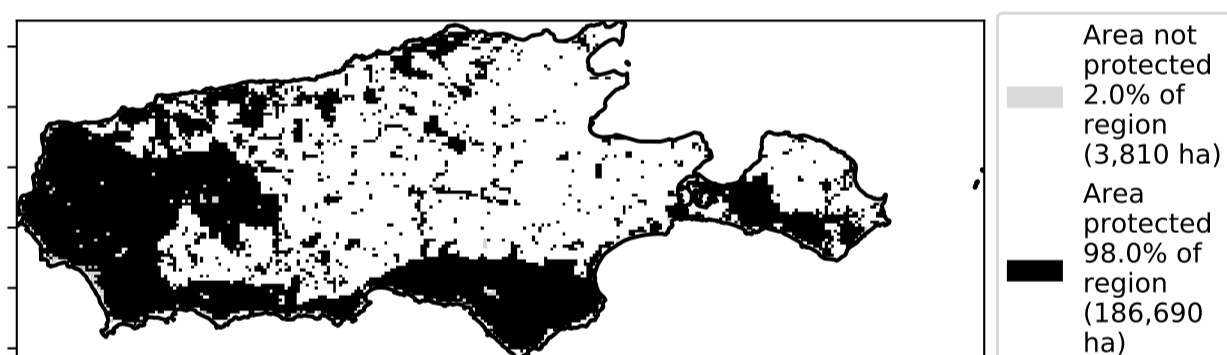 Area not
protected
2.0% of
region
(3,810 ha)
Area
protected
98.0% of
region
(186,690
ha)